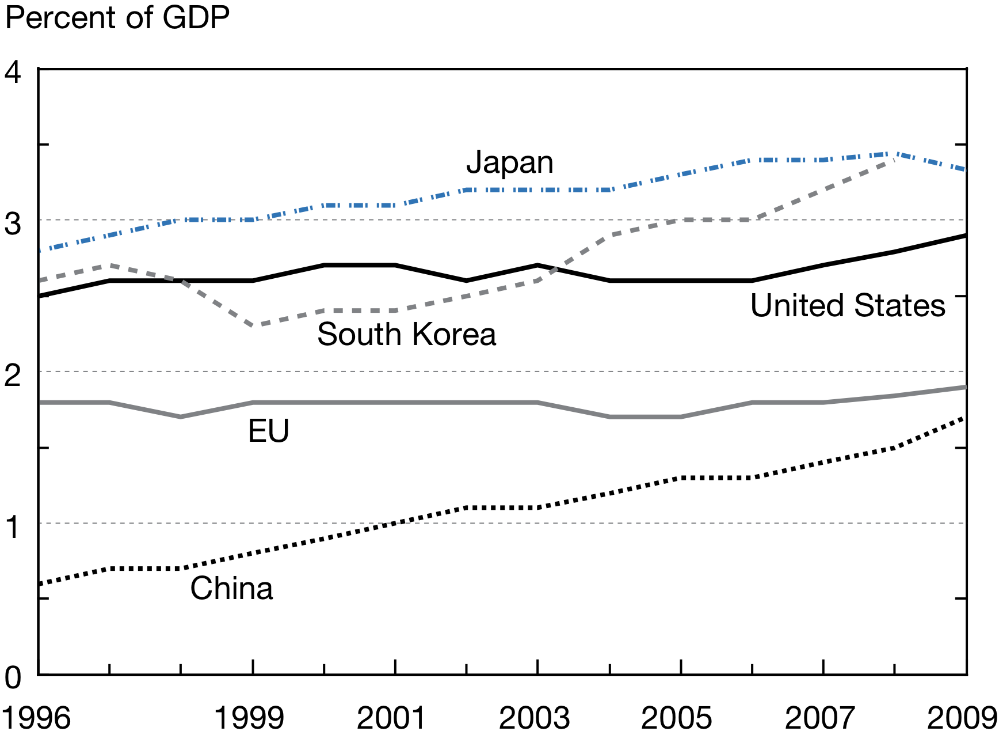 Percent of GDP
4
Japan
3
United States
South Korea
2
EU
1
China
0
1996 1999 2001 2003 2005 2007 2009